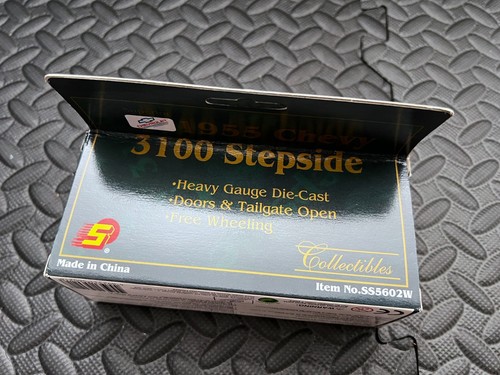 1955 Chevy
3100 Stepside
•Heavy Gauge Die-Cast
•Doors & Tailgate Open
•Free Wheeling
Collectibles
Made in China
Item No.SS5602W